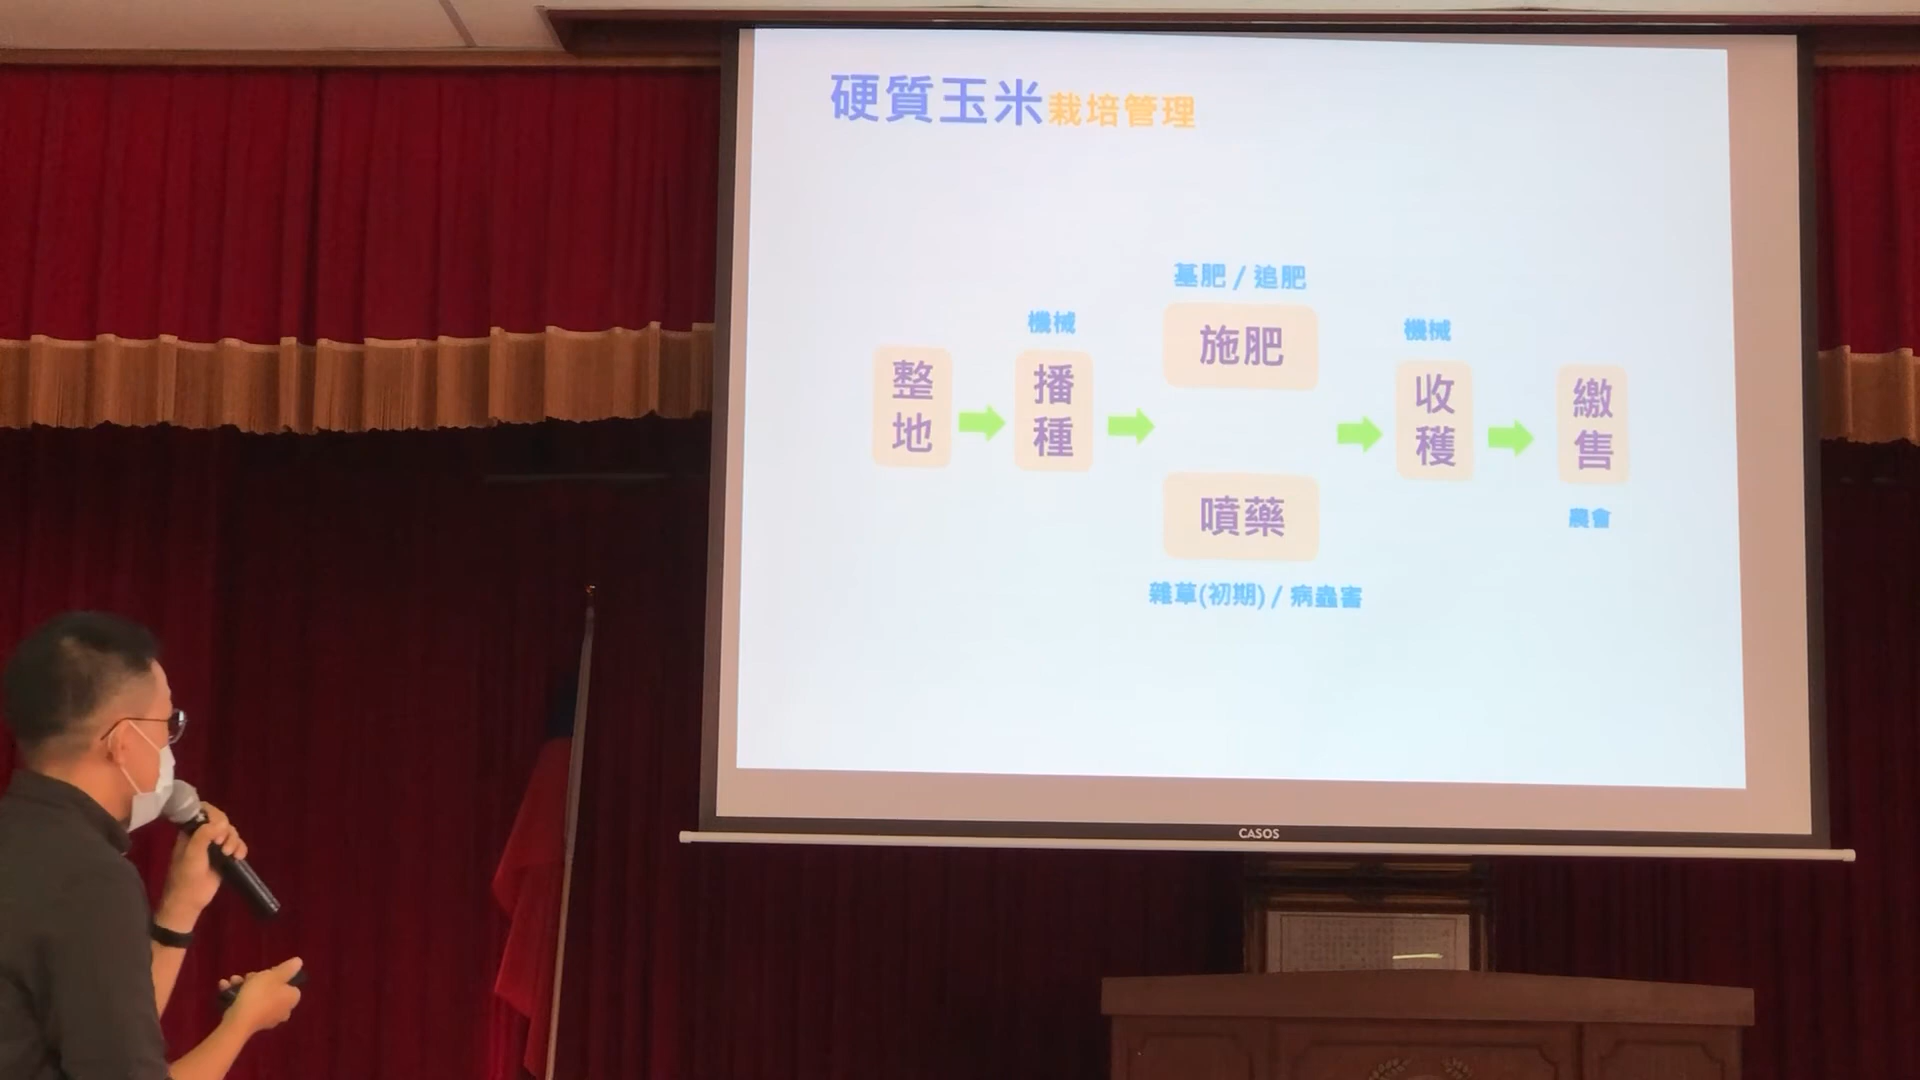 硬質玉米栽培管理
基肥 / 追肥
機械
施肥
機械
整地
播種
收穫
繳售
噴藥
農會
雜草(初期) / 病蟲害
CASOS